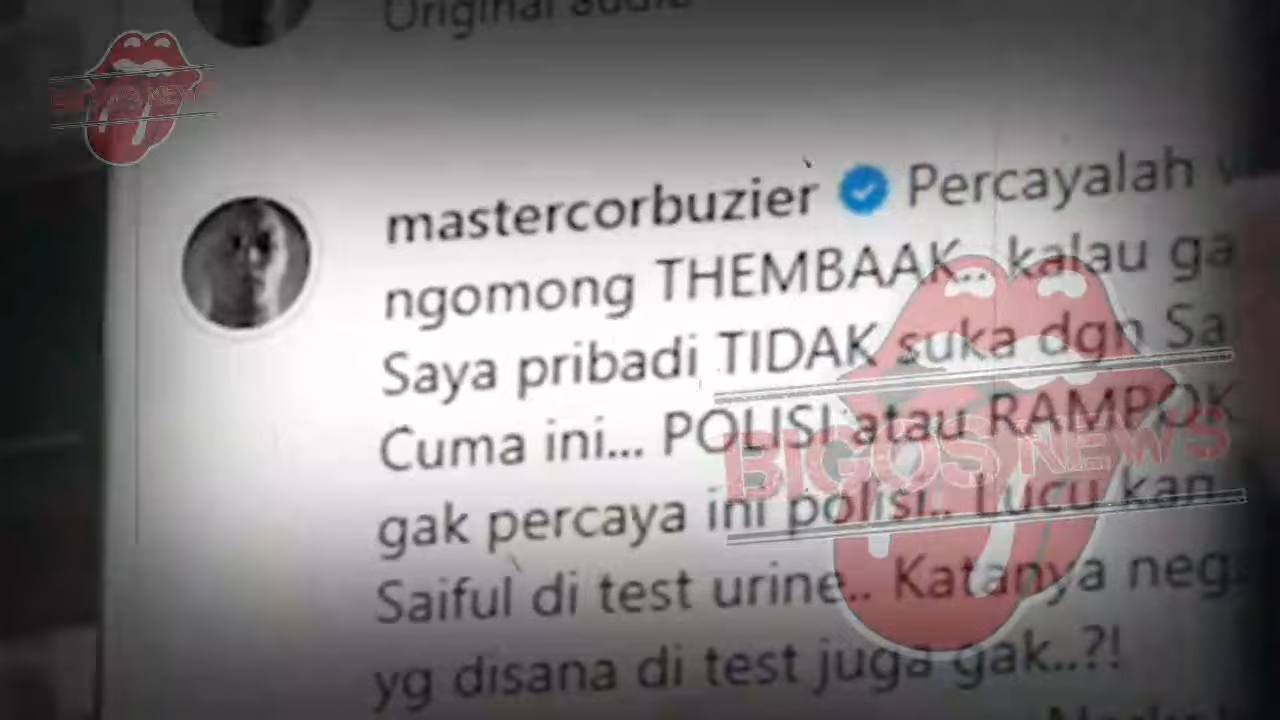 Original audio
BIGOS NEWS
mastercorbuzier Percayalah
ngomong THEMBAAK.. kalau ga
Saya pribadi TIDAK suka dgn Sa
Cuma ini... POLISI atau RAMPOK
gak percaya ini polisi.. Lucu kan
BIGOS NEWS
Saiful di test urine.. Katanya neg
yg disana di test juga gak..?!